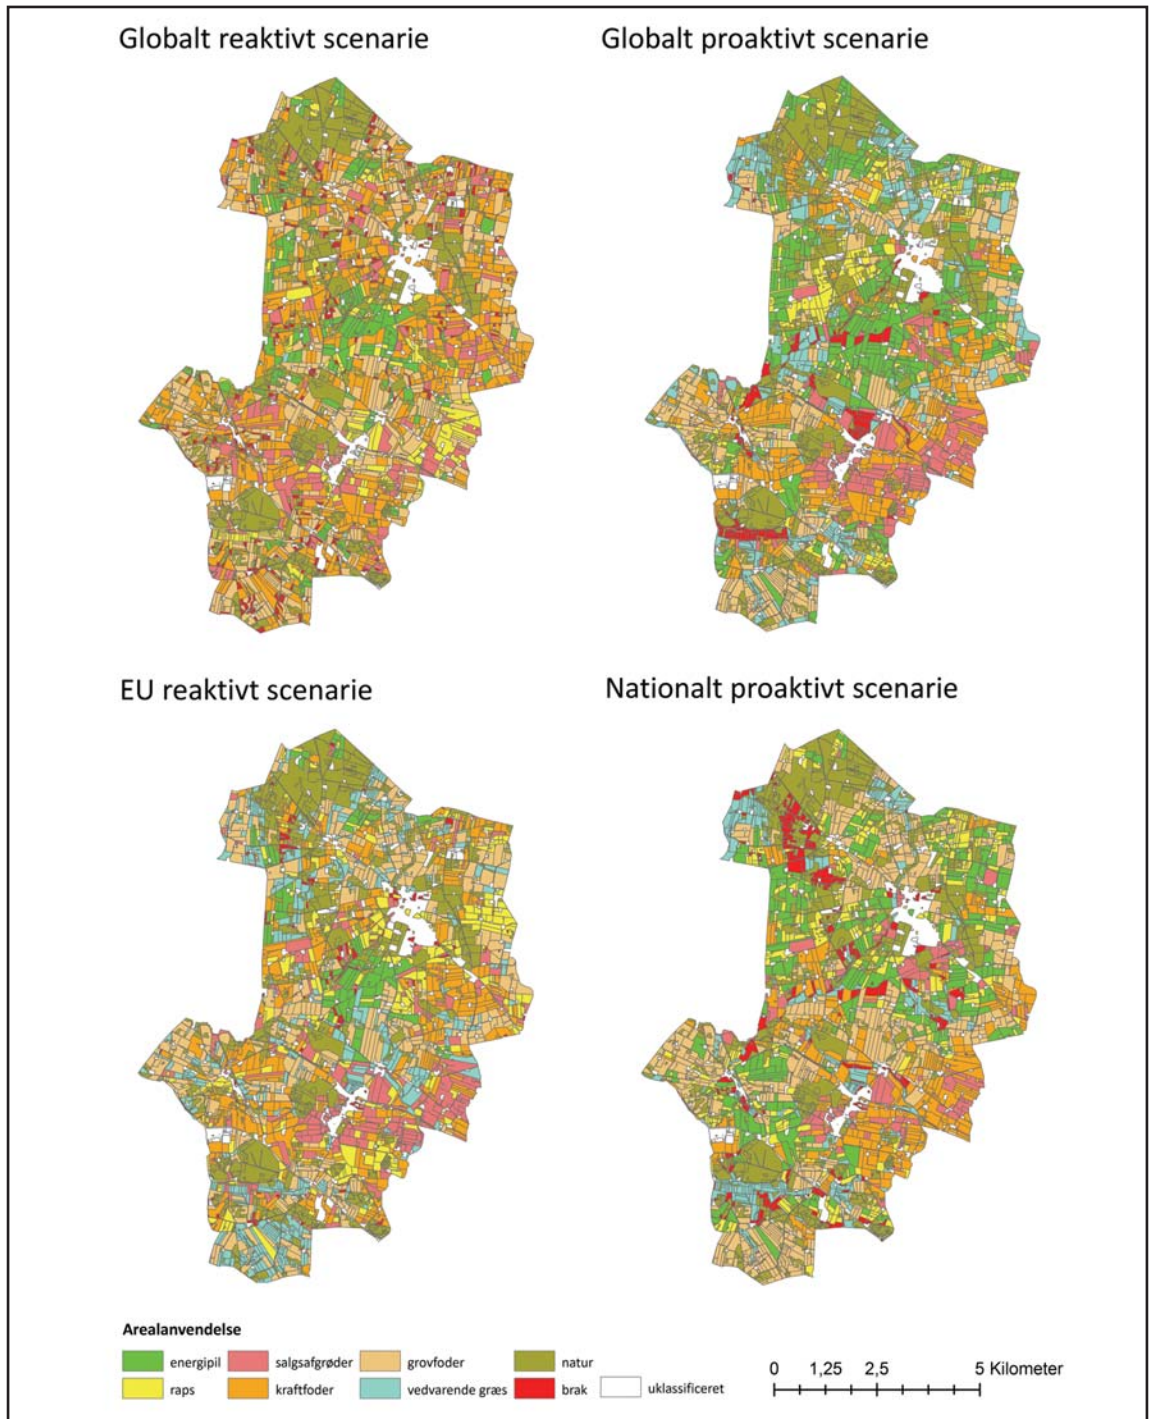 Globalt reaktivt scenarie
Globalt proaktivt scenarie
EU reaktivt scenarie
Nationalt proaktivt scenarie
Arealanvendelse
energipil
salgsafgrøder
grovfoder
natur
raps
kraftfoder
vedvarende græs
brak
uklassificeret
0 1,25 2,5 5 Kilometer